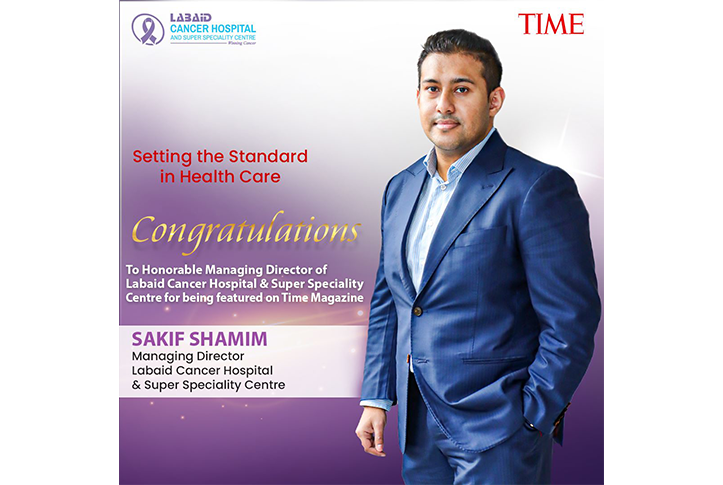 LABAID
CANCER HOSPITAL
AND SUPER SPECIALITY CENTRE
Winning Cancer
TIME
Setting the Standard
in Health Care
Congratulations
To Honorable Managing Director of
Labaid Cancer Hospital & Super Speciality
Centre for being featured on Time Magazine
SAKIF SHAMIM
Managing Director
Labaid Cancer Hospital
& Super Speciality Centre